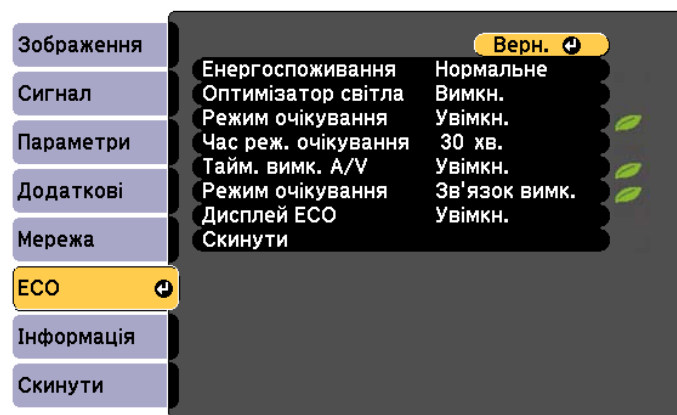 Зображення
Сигнал
Параметри
Додаткові
Мережа
ECO
Інформація
Скинути
Верн.
Енергоспоживання Нормальне
Оптимізатор світла Вимкн.
Режим очікування Увімкн.
Час реж. очікування 30 хв.
Тайм. вимк. A/V Увімкн.
Режим очікування Зв'язок вимк.
Дисплей ECO Увімкн.
Скинути